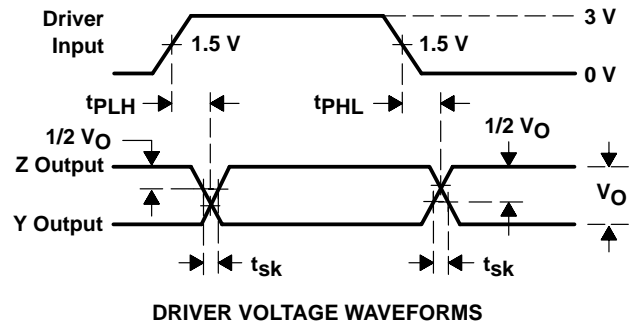 Driver
Input
1.5 V
1.5 V
3 V
0 V
tPLH
tPHL
1/2 VO
1/2 VO
Z Output
Y Output
VO
tsk
tsk
DRIVER VOLTAGE WAVEFORMS